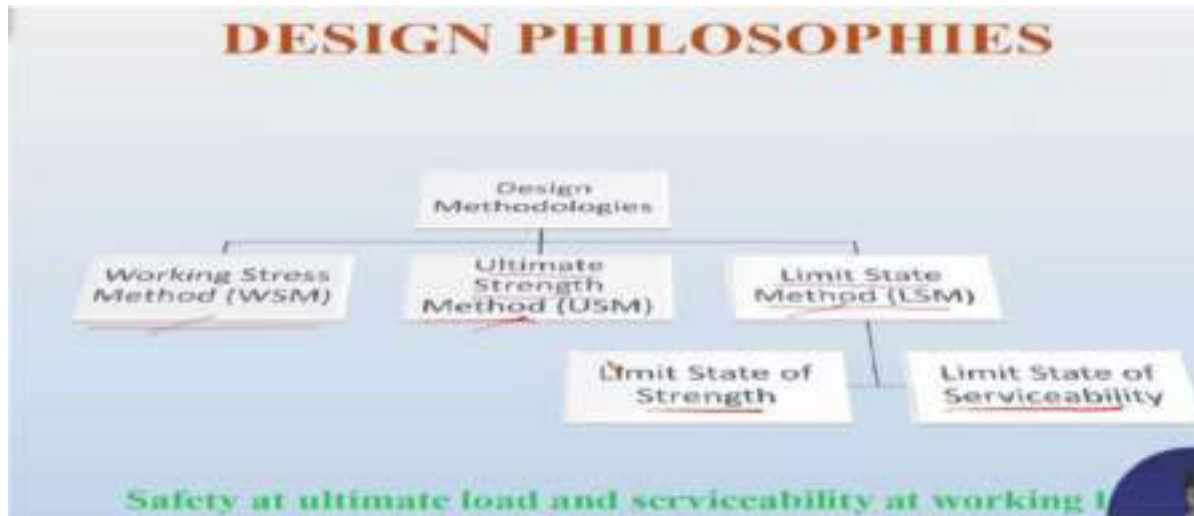 DESIGN PHILOSOPHIES
Design
Methodologies
Working Stress
Method (WSM)
Ultimate
Strength
Method (USM)
Limit State
Method (LSM)
Limit State of
Strength
Limit State of
Serviceability
Safety at ultimate load and serviceability at working